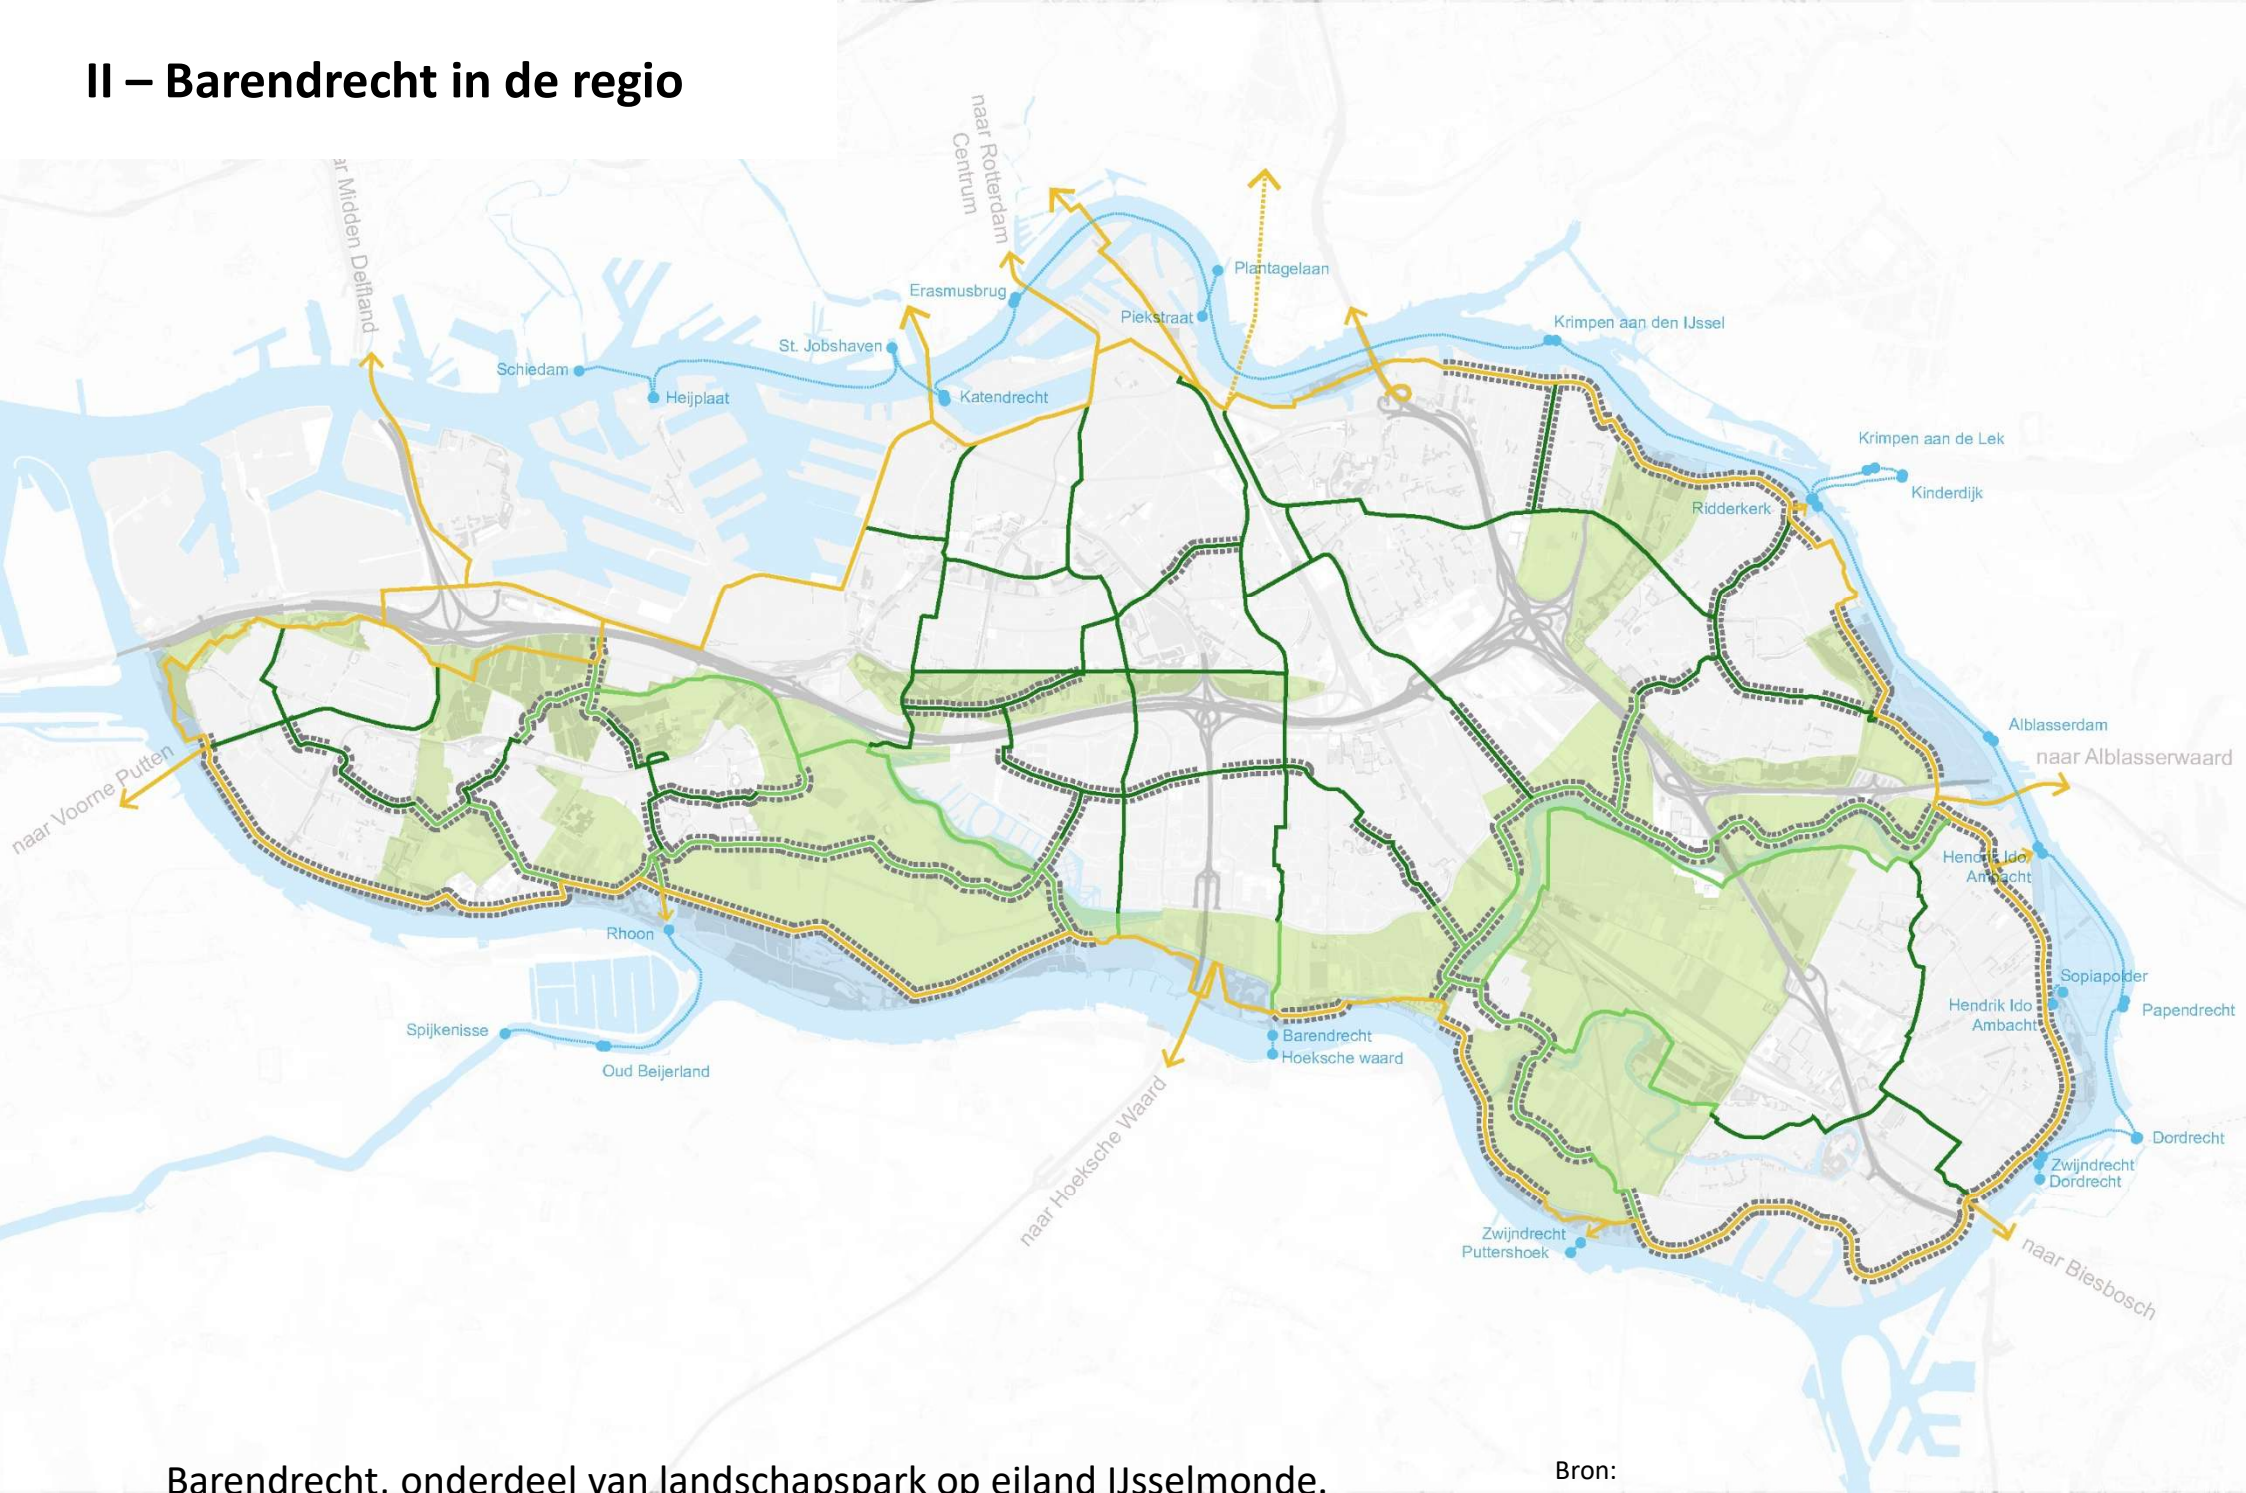 II – Barendrecht in de regio
ar Midden Delfland
naar Rotterdam
Centrum
Plantagelaan
Erasmusbrug
Piekstraat
Krimpen aan den IJssel
St. Jobshaven
Schiedam
Heijplaat
Katendrecht
Krimpen aan de Lek
Kinderdijk
Ridderkerk
Alblasserdam
naar Alblasserwaard
naar Voorne Putten
Hendrik Ido
Ambacht
Rhoon
Sopiapolder
Hendrik Ido
Ambacht
Papendrecht
Spijkenisse
Oud Beijerland
Barendrecht
Hoeksche waard
naar Hoeksche Waard
Dordrecht
Zwijndrecht
Dordrecht
Zwijndrecht
Puttershoek
naar Biesbosch
Barendrecht, onderdeel van landschapspark op eiland IJsselmonde.
Bron: